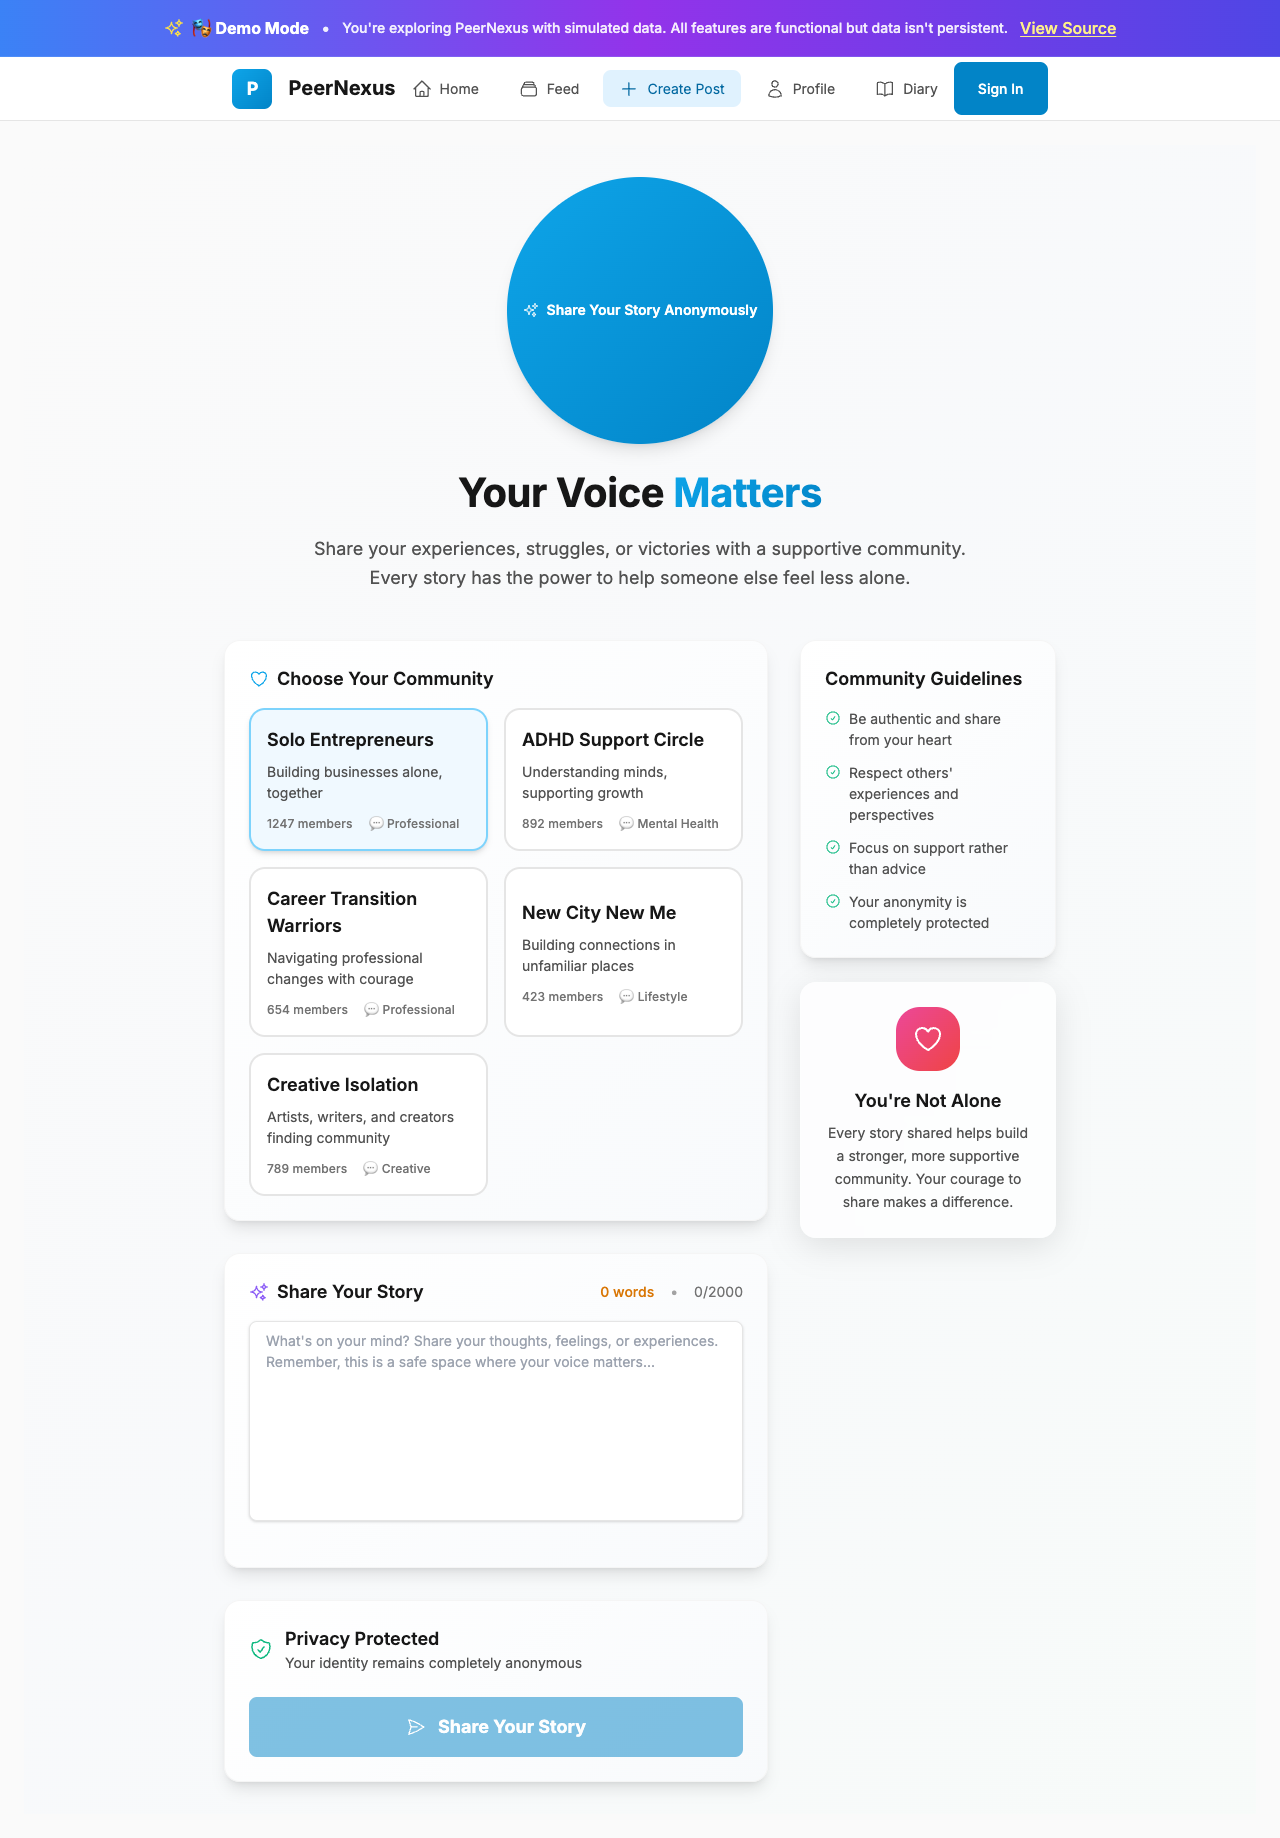 🎭 Demo Mode • You're exploring PeerNexus with simulated data. All features are functional but data isn't persistent. View Source
P PeerNexus Home Feed Create Post Profile Diary Sign In
Share Your Story Anonymously
Your Voice Matters
Share your experiences, struggles, or victories with a supportive community.
Every story has the power to help someone else feel less alone.
Choose Your Community
Solo Entrepreneurs
Building businesses alone,
together
1247 members 💬 Professional
ADHD Support Circle
Understanding minds,
supporting growth
892 members 💬 Mental Health
Career Transition
Warriors
Navigating professional
changes with courage
654 members 💬 Professional
New City New Me
Building connections in
unfamiliar places
423 members 💬 Lifestyle
Creative Isolation
Artists, writers, and creators
finding community
789 members 💬 Creative
Community Guidelines
Be authentic and share
from your heart
Respect others'
experiences and
perspectives
Focus on support rather
than advice
Your anonymity is
completely protected
You're Not Alone
Every story shared helps build
a stronger, more supportive
community. Your courage to
share makes a difference.
Share Your Story 0 words • 0/2000
What's on your mind? Share your thoughts, feelings, or experiences.
Remember, this is a safe space where your voice matters...
Privacy Protected
Your identity remains completely anonymous
Share Your Story